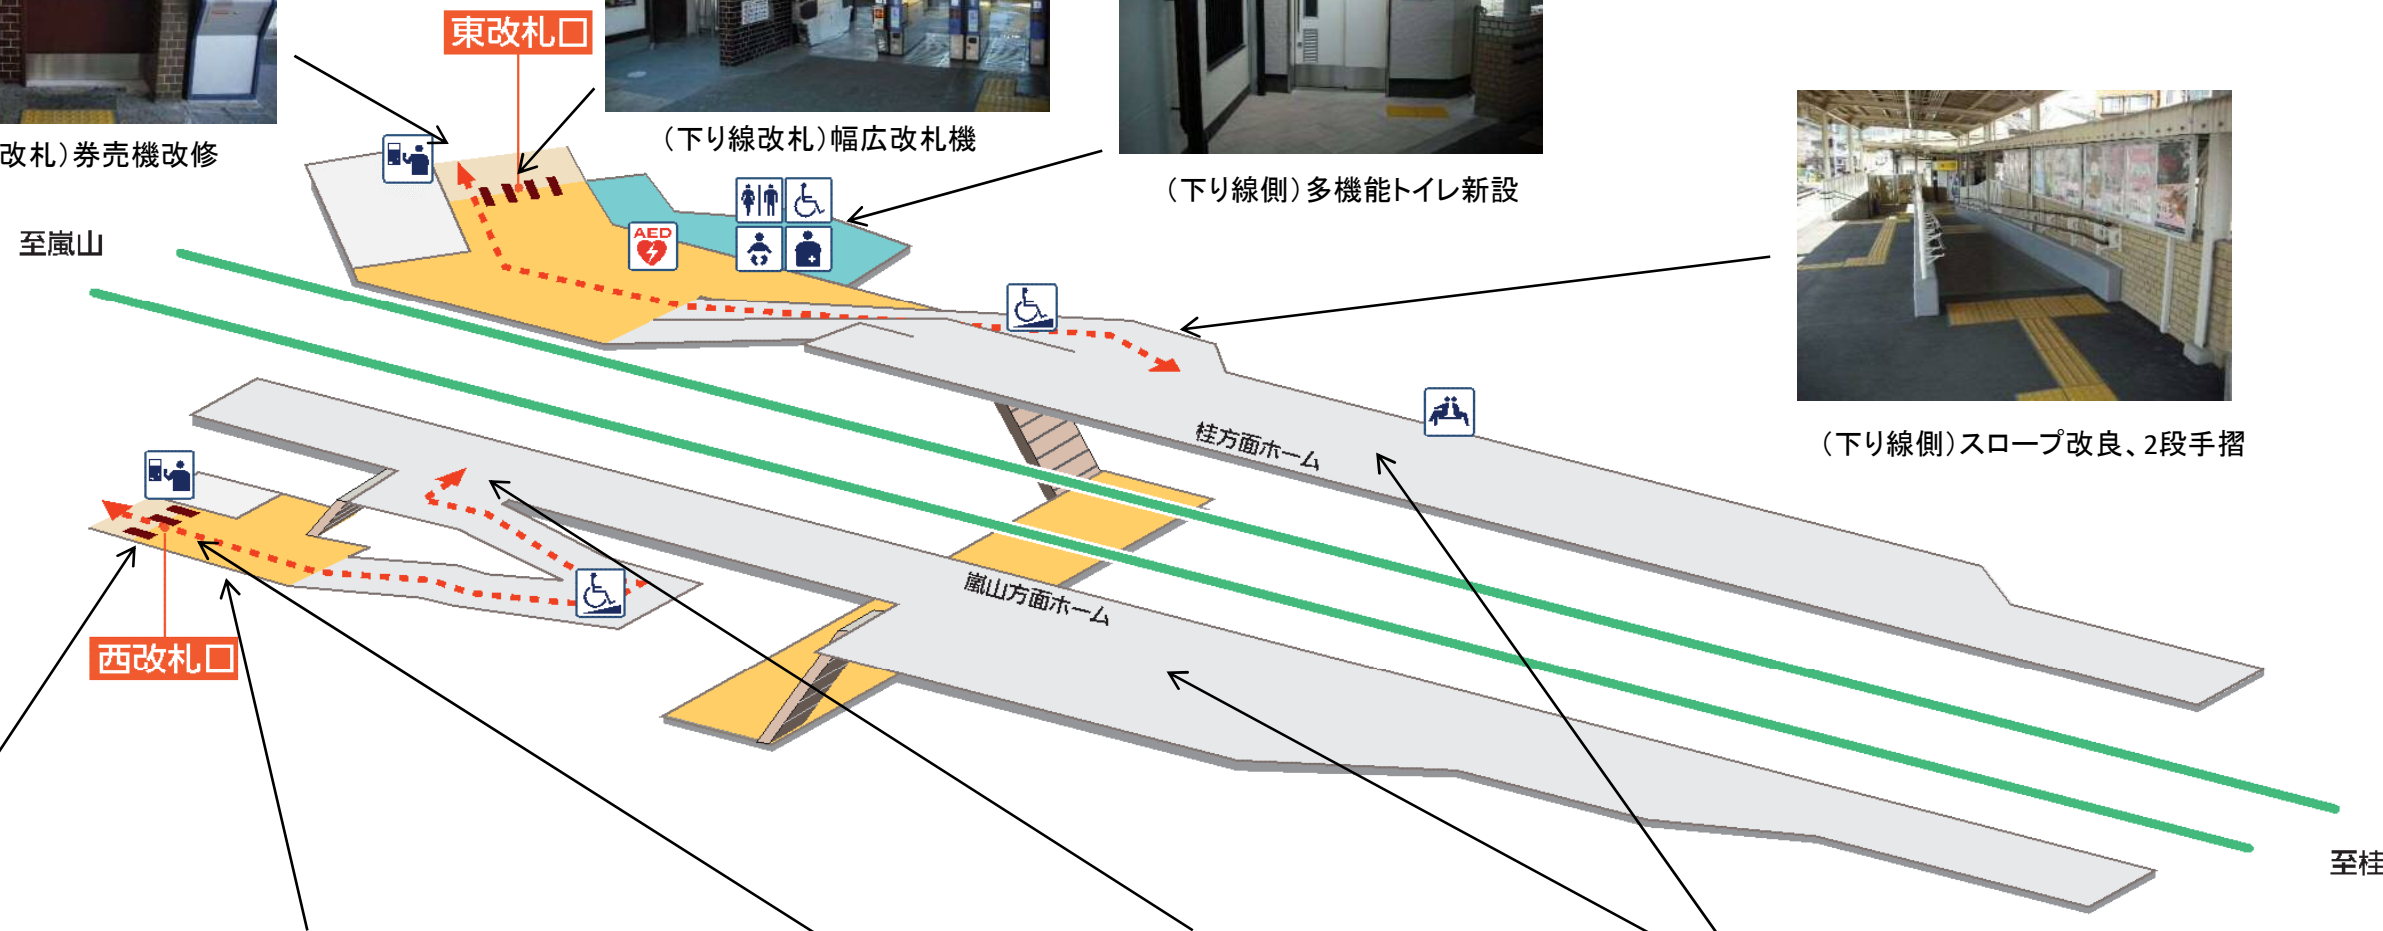 東改札口
改札）券売機改修
（下り線改札）幅広改札機
（下り線側）多機能トイレ新設
至嵐山
AED
（下り線側）スロープ改良、2段手摺
桂方面ホーム
嵐山方面ホーム
西改札口
至桂